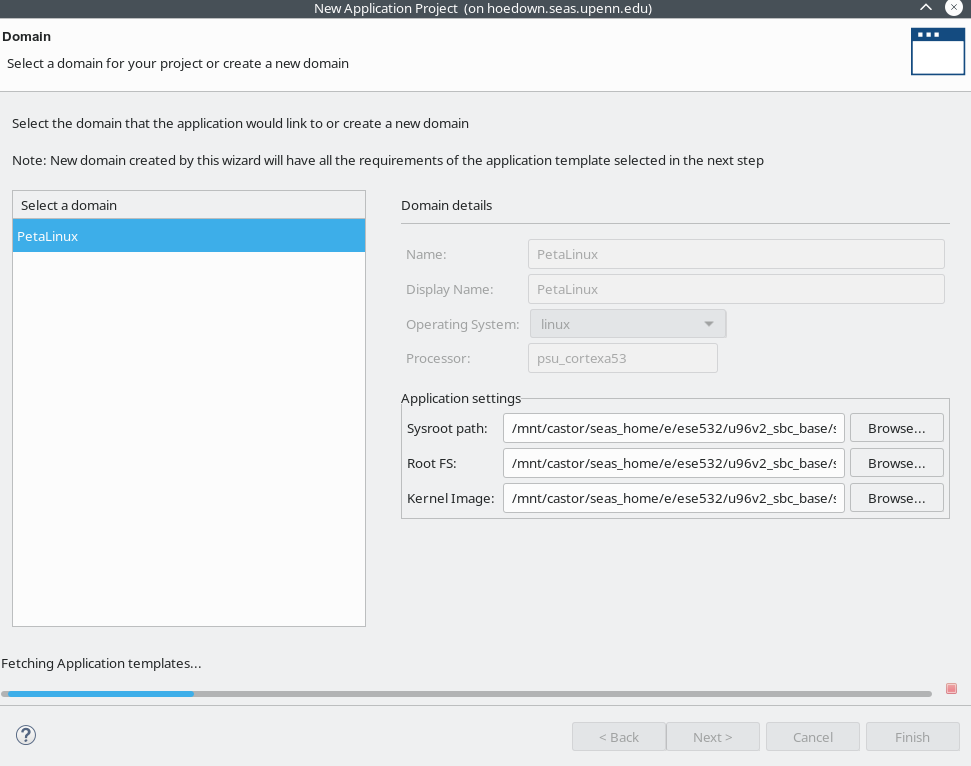 New Application Project  (on hoedown.seas.upenn.edu)
Domain
Select a domain for your project or create a new domain
Select the domain that the application would link to or create a new domain
Note: New domain created by this wizard will have all the requirements of the application template selected in the next step
Select a domain
PetaLinux
Domain details
Name: PetaLinux
Display Name: PetaLinux
Operating System: linux
Processor: psu_cortexa53
Application settings
Sysroot path: /mnt/castor/seas_home/e/ese532/u96v2_sbc_base/s Browse...
Root FS: /mnt/castor/seas_home/e/ese532/u96v2_sbc_base/s Browse...
Kernel Image: /mnt/castor/seas_home/e/ese532/u96v2_sbc_base/s Browse...
Fetching Application templates...
? < Back Next > Cancel Finish